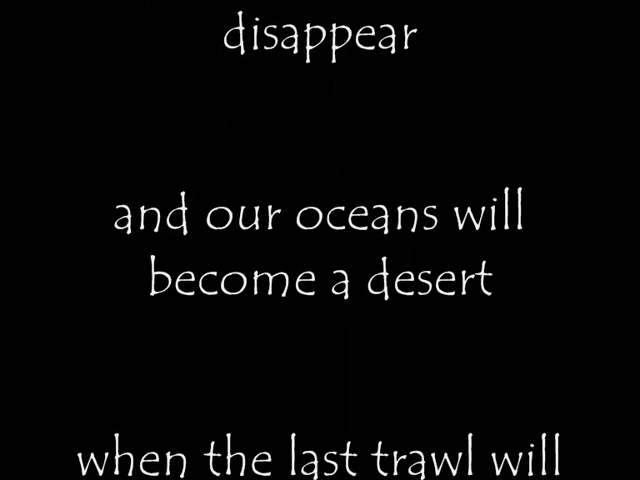 disappear
and our oceans will
become a desert
when the last trawl will